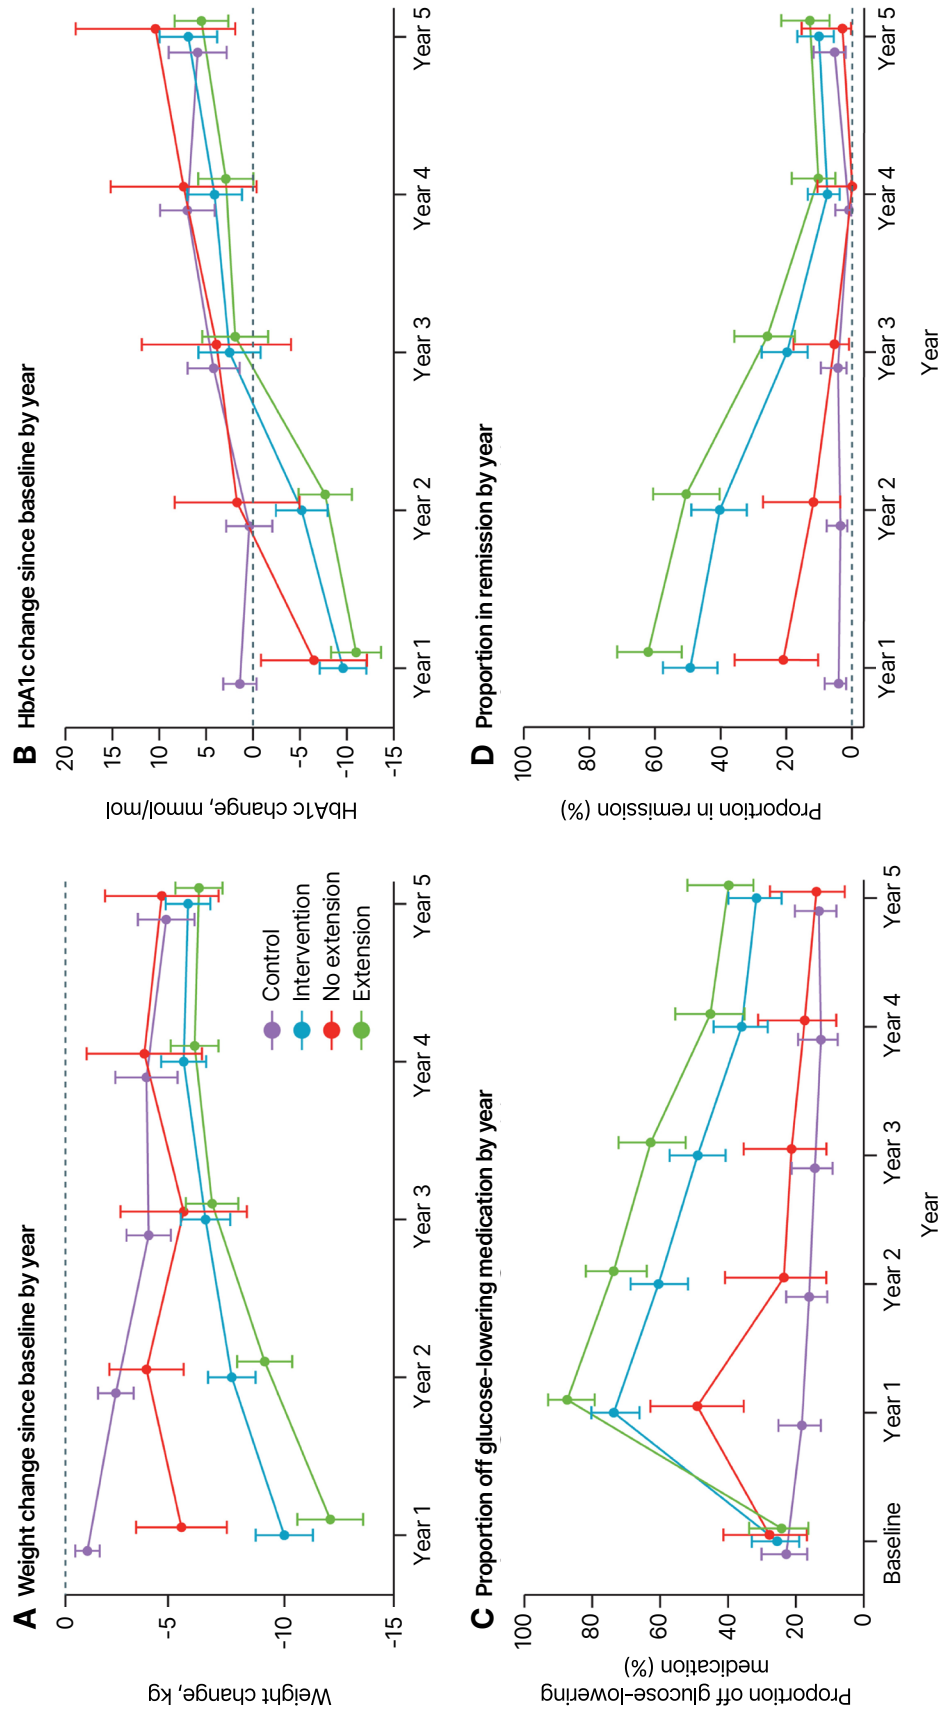 A Weight change since baseline by year
Weight change, kg
0
-5
-10
-15
Year 1
Year 2
Year 3
Year 4
Year 5
Control
Intervention
No extension
Extension
B HbA1c change since baseline by year
HbA1c change, mmol/mol
20
15
10
5
0
-5
-10
-15
Year 1
Year 2
Year 3
Year 4
Year 5
C Proportion off glucose-lowering medication by year
Proportion off glucose-lowering
medication (%)
100
80
60
40
20
0
Baseline
Year 1
Year 2
Year 3
Year 4
Year 5
Year
D Proportion in remission by year
Proportion in remission (%)
100
80
60
40
20
0
Year 1
Year 2
Year 3
Year 4
Year 5
Year